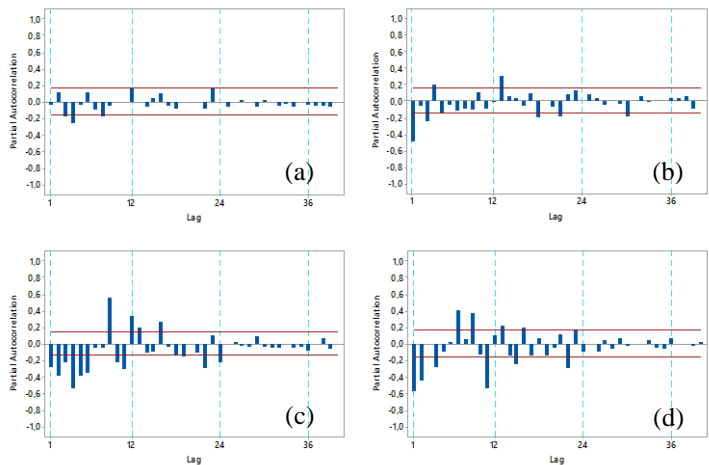 1,0
0,8
0,6
0,4
0,2
0,0
-0,2
-0,4
-0,6
-0,8
-1,0
Partial Autocorrelation
1 12 24 36
Lag
(a)
1,0
0,8
0,6
0,4
0,2
0,0
-0,2
-0,4
-0,6
-0,8
-1,0
Partial Autocorrelation
1 12 24 36
Lag
(b)
1,0
0,8
0,6
0,4
0,2
0,0
-0,2
-0,4
-0,6
-0,8
-1,0
Partial Autocorrelation
1 12 24 36
Lag
(c)
1,0
0,8
0,6
0,4
0,2
0,0
-0,2
-0,4
-0,6
-0,8
-1,0
Partial Autocorrelation
1 12 24 36
Lag
(d)